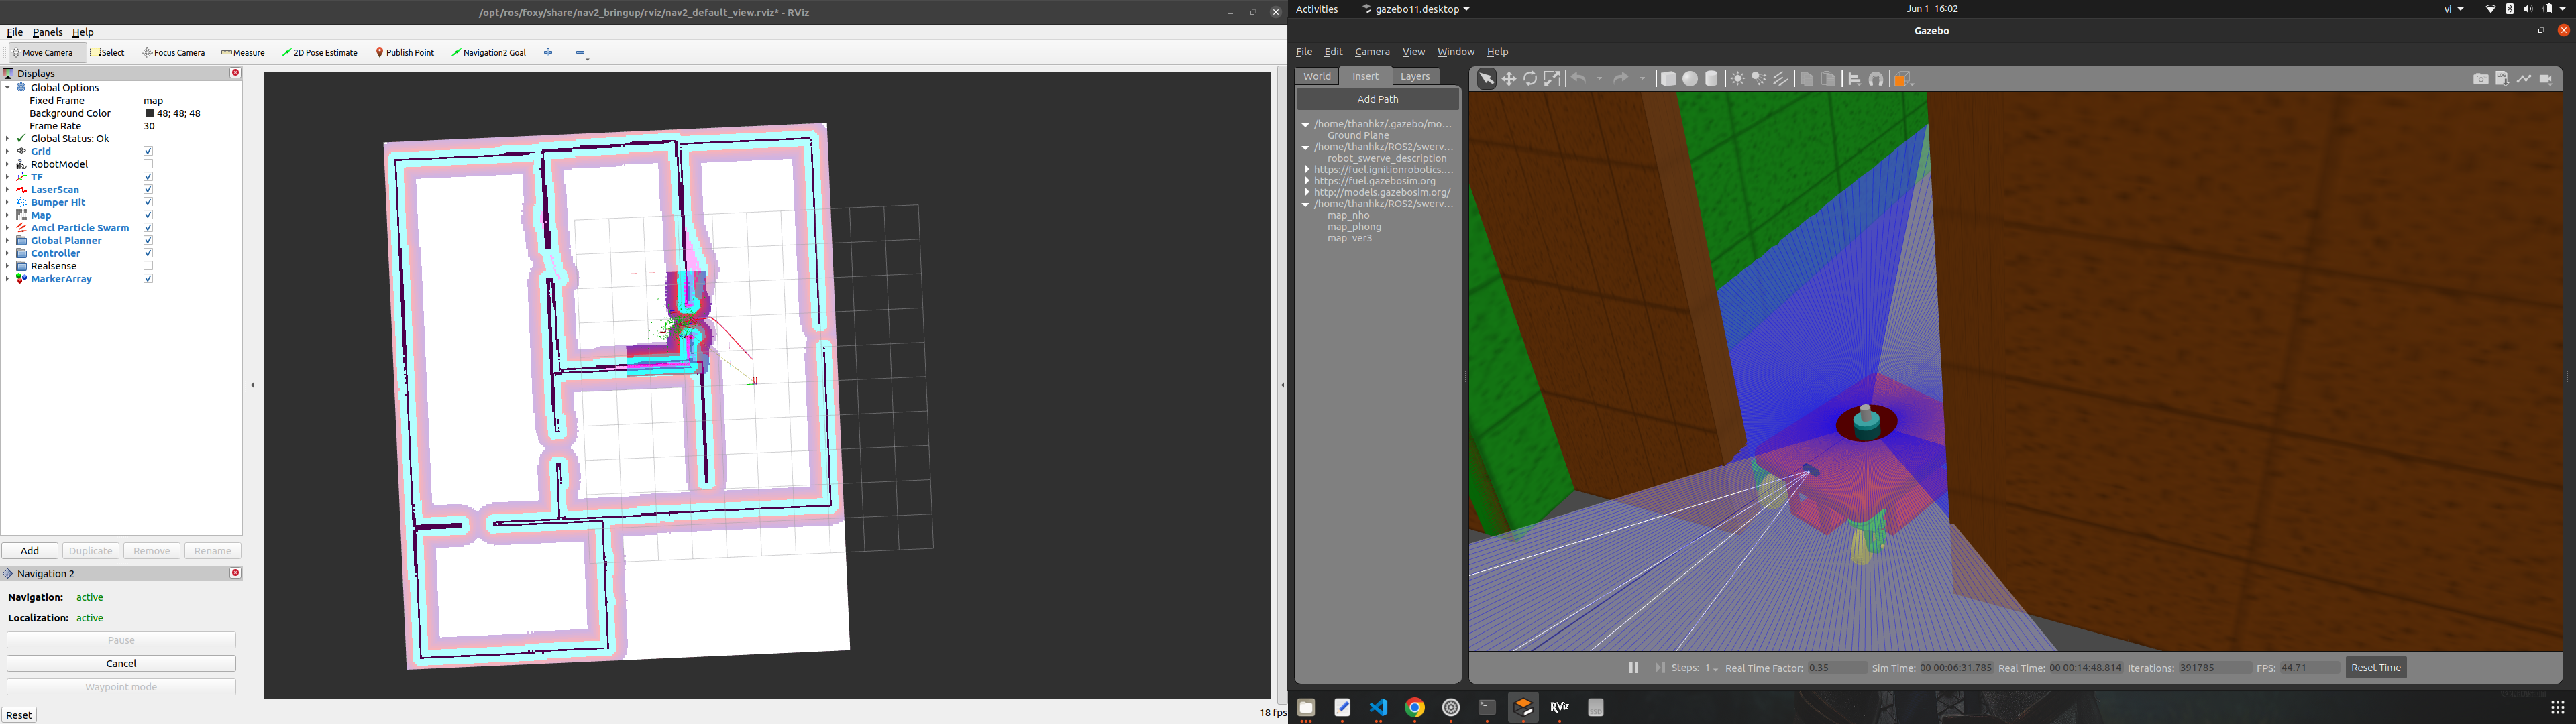 /opt/ros/foxy/share/nav2_bringup/rviz/nav2_default_view.rviz* - RViz
File Panels Help
Move Camera Select Focus Camera Measure 2D Pose Estimate Publish Point Navigation2 Goal
Displays
Global Options
Fixed Frame map
Background Color 48; 48; 48
Frame Rate 30
Global Status: Ok
Grid
RobotModel
TF
LaserScan
Bumper Hit
Map
Amcl Particle Swarm
Global Planner
Controller
Realsense
MarkerArray
Add Duplicate Remove Rename
Navigation 2
Navigation: active
Localization: active
Pause
Cancel
Waypoint mode
Reset
18 fps
Activities gazebo11.desktop Jun 1 16:02 vi
Gazebo
File Edit Camera View Window Help
World Insert Layers
Add Path
/home/thanhkz/.gazebo/mo...
Ground Plane
/home/thanhkz/ROS2/swerv...
robot_swerve_description
https://fuel.ignitionrobotics....
https://fuel.gazebosim.org
http://models.gazebosim.org/
/home/thanhkz/ROS2/swerv...
map_nho
map_phong
map_ver3
Steps: 1 Real Time Factor: 0.35 Sim Time: 00 00:06:31.785 Real Time: 00 00:14:48.814 Iterations: 391785 FPS: 44.71 Reset Time
RViz